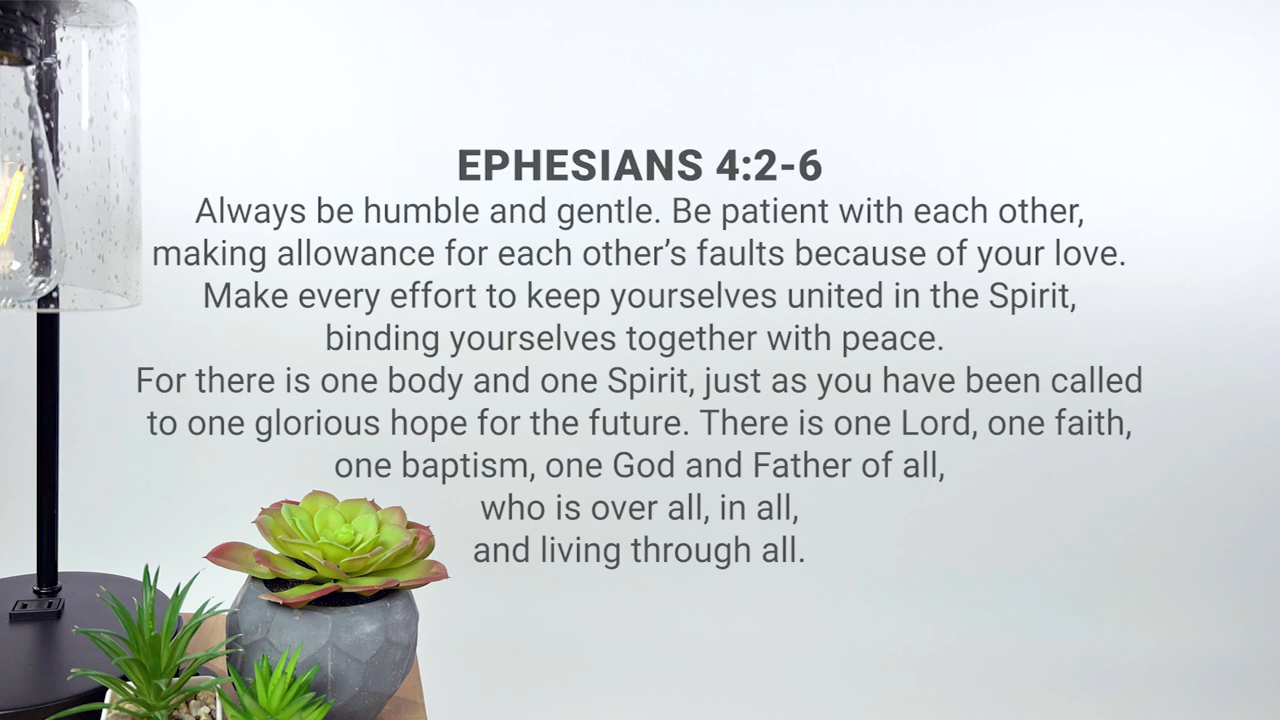 EPHESIANS 4:2-6
Always be humble and gentle. Be patient with each other,
making allowance for each other’s faults because of your love.
Make every effort to keep yourselves united in the Spirit,
binding yourselves together with peace.
For there is one body and one Spirit, just as you have been called
to one glorious hope for the future. There is one Lord, one faith,
one baptism, one God and Father of all,
who is over all, in all,
and living through all.